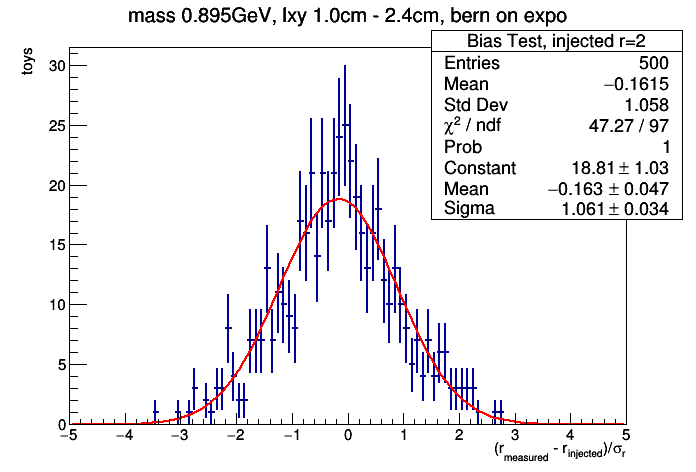 mass 0.895GeV, lxy 1.0cm - 2.4cm, bern on expo
Bias Test, injected r=2
Entries 500
Mean −0.1615
Std Dev 1.058
χ² / ndf 47.27 / 97
Prob 1
Constant 18.81 ± 1.03
Mean −0.163 ± 0.047
Sigma 1.061 ± 0.034
toys
30
25
20
15
10
5
0
−5 −4 −3 −2 −1 0 1 2 3 4 5
(r_measured - r_injected)/σ_r